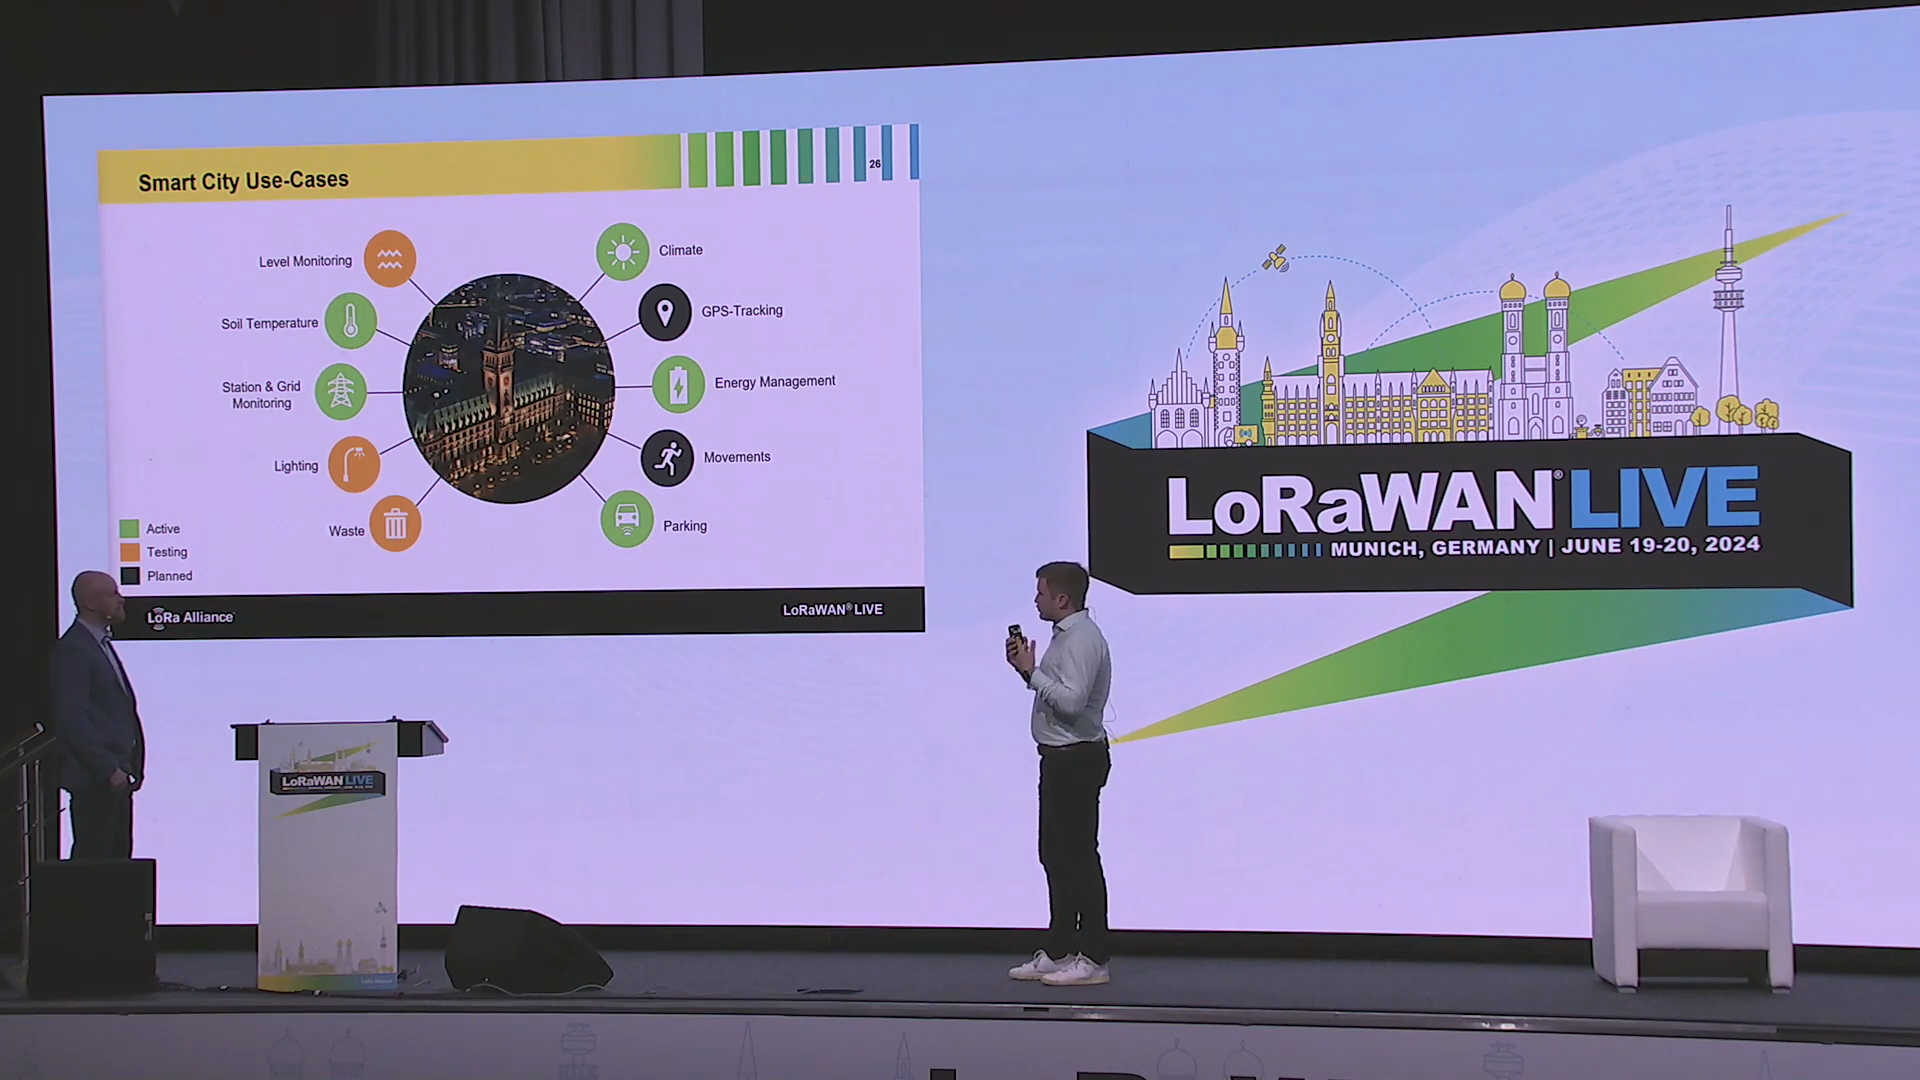 Smart City Use-Cases
26
Level Monitoring
Climate
Soil Temperature
GPS-Tracking
Station & Grid
Monitoring
Energy Management
Lighting
Movements
Waste
Parking
Active
Testing
Planned
LoRa Alliance
LoRaWAN® LIVE
LoRaWAN® LIVE
MUNICH, GERMANY | JUNE 19-20, 2024
LoRaWAN LIVE